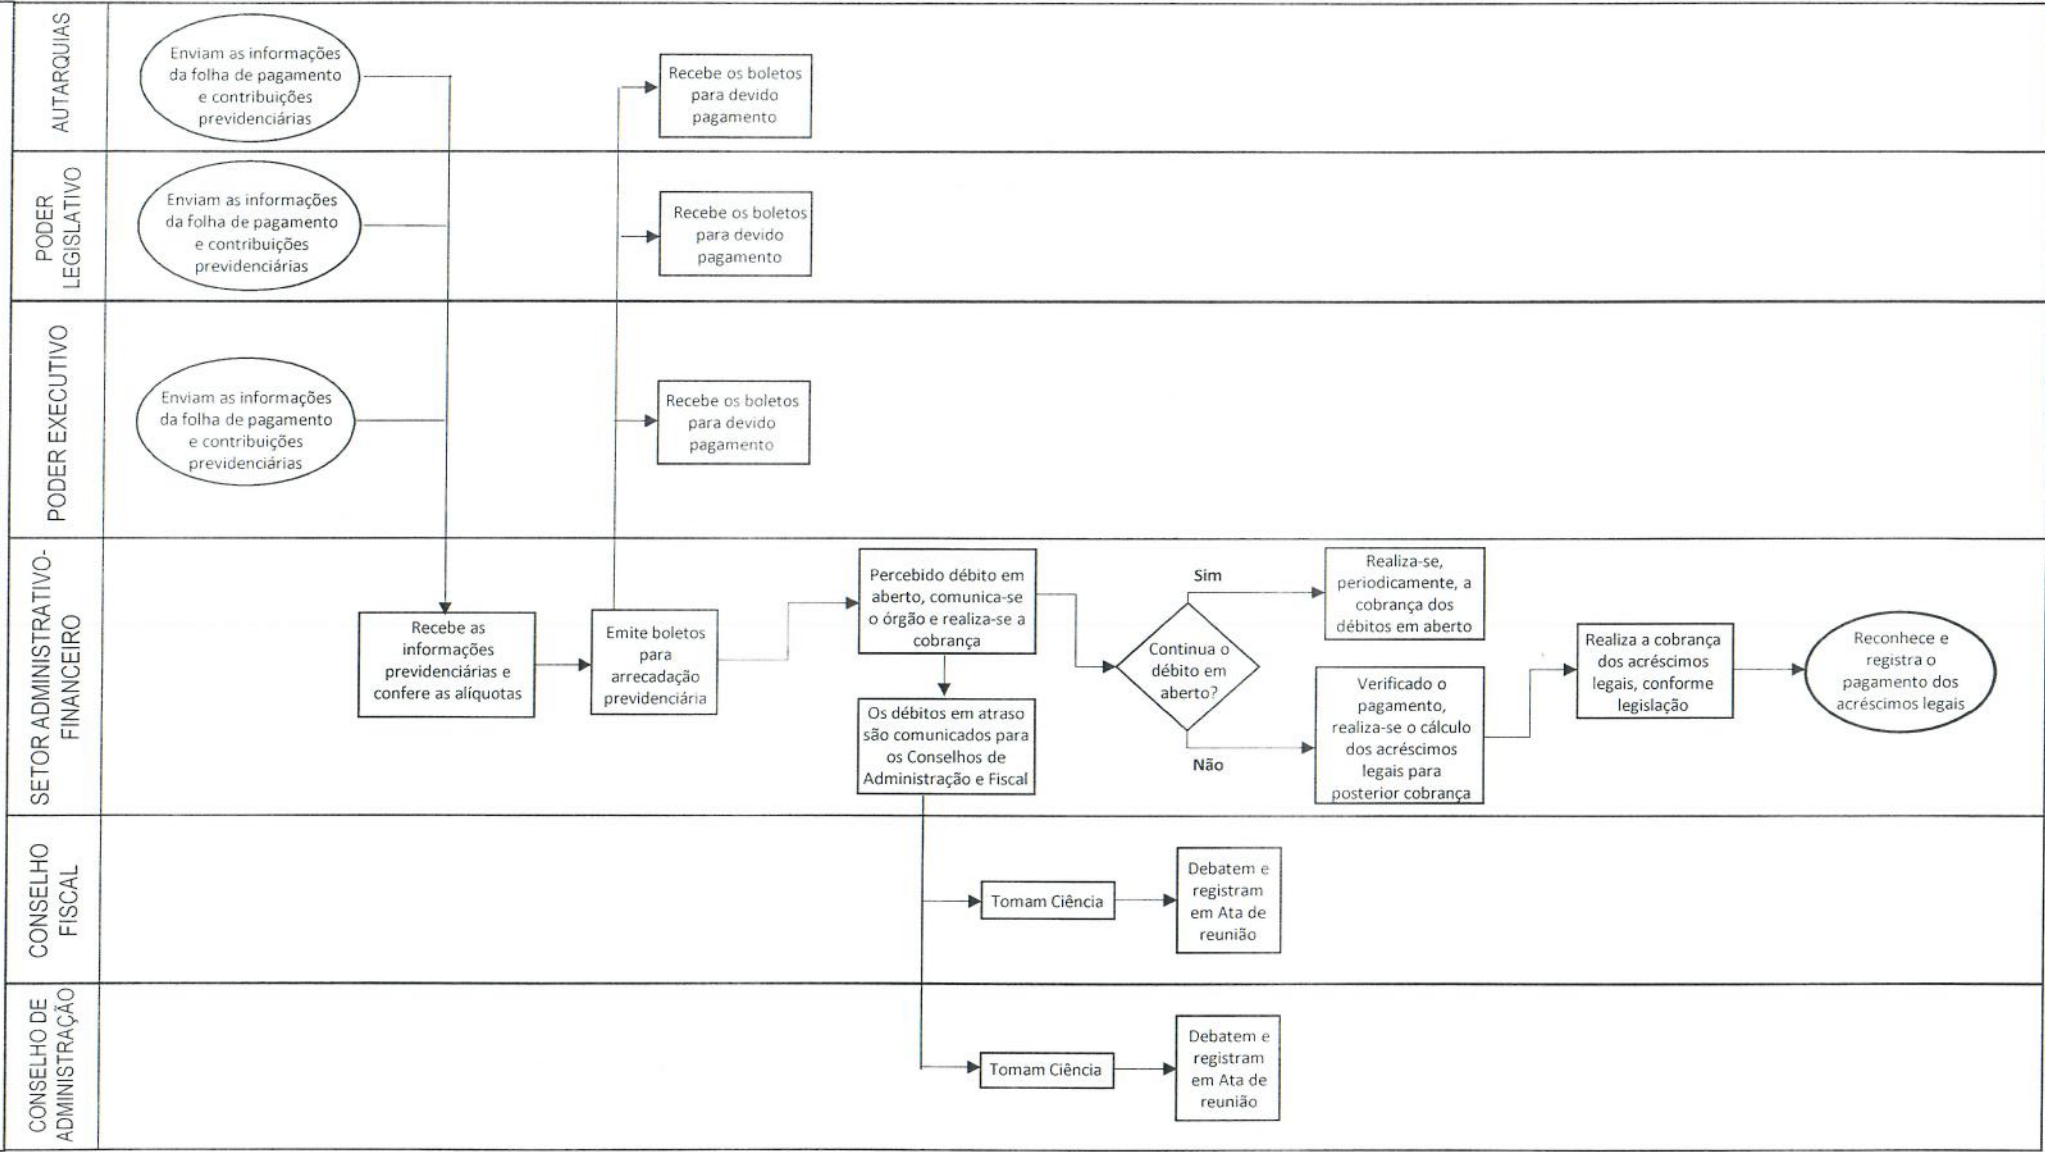 AUTARQUIAS
Enviam as informações
da folha de pagamento
e contribuições
previdenciárias
Recebe os boletos
para devido
pagamento
PODER
LEGISLATIVO
Enviam as informações
da folha de pagamento
e contribuições
previdenciárias
Recebe os boletos
para devido
pagamento
PODER EXECUTIVO
Enviam as informações
da folha de pagamento
e contribuições
previdenciárias
Recebe os boletos
para devido
pagamento
SETOR ADMINISTRATIVO-
FINANCEIRO
Recebe as
informações
previdenciárias e
confere as alíquotas
Emite boletos
para
arrecadação
previdenciária
Percebido débito em
aberto, comunica-se
o órgão e realiza-se a
cobrança
Os débitos em atraso
são comunicados para
os Conselhos de
Administração e Fiscal
Continua o
débito em
aberto?
Sim
Realiza-se,
periodicamente, a
cobrança dos
débitos em aberto
Não
Verificado o
pagamento,
realiza-se o cálculo
dos acréscimos
legais para
posterior cobrança
Realiza a cobrança
dos acréscimos
legais, conforme
legislação
Reconhece e
registra o
pagamento dos
acréscimos legais
CONSELHO
FISCAL
Tomam Ciência
Debatem e
registram
em Ata de
reunião
CONSELHO DE
ADMINISTRAÇÃO
Tomam Ciência
Debatem e
registram
em Ata de
reunião